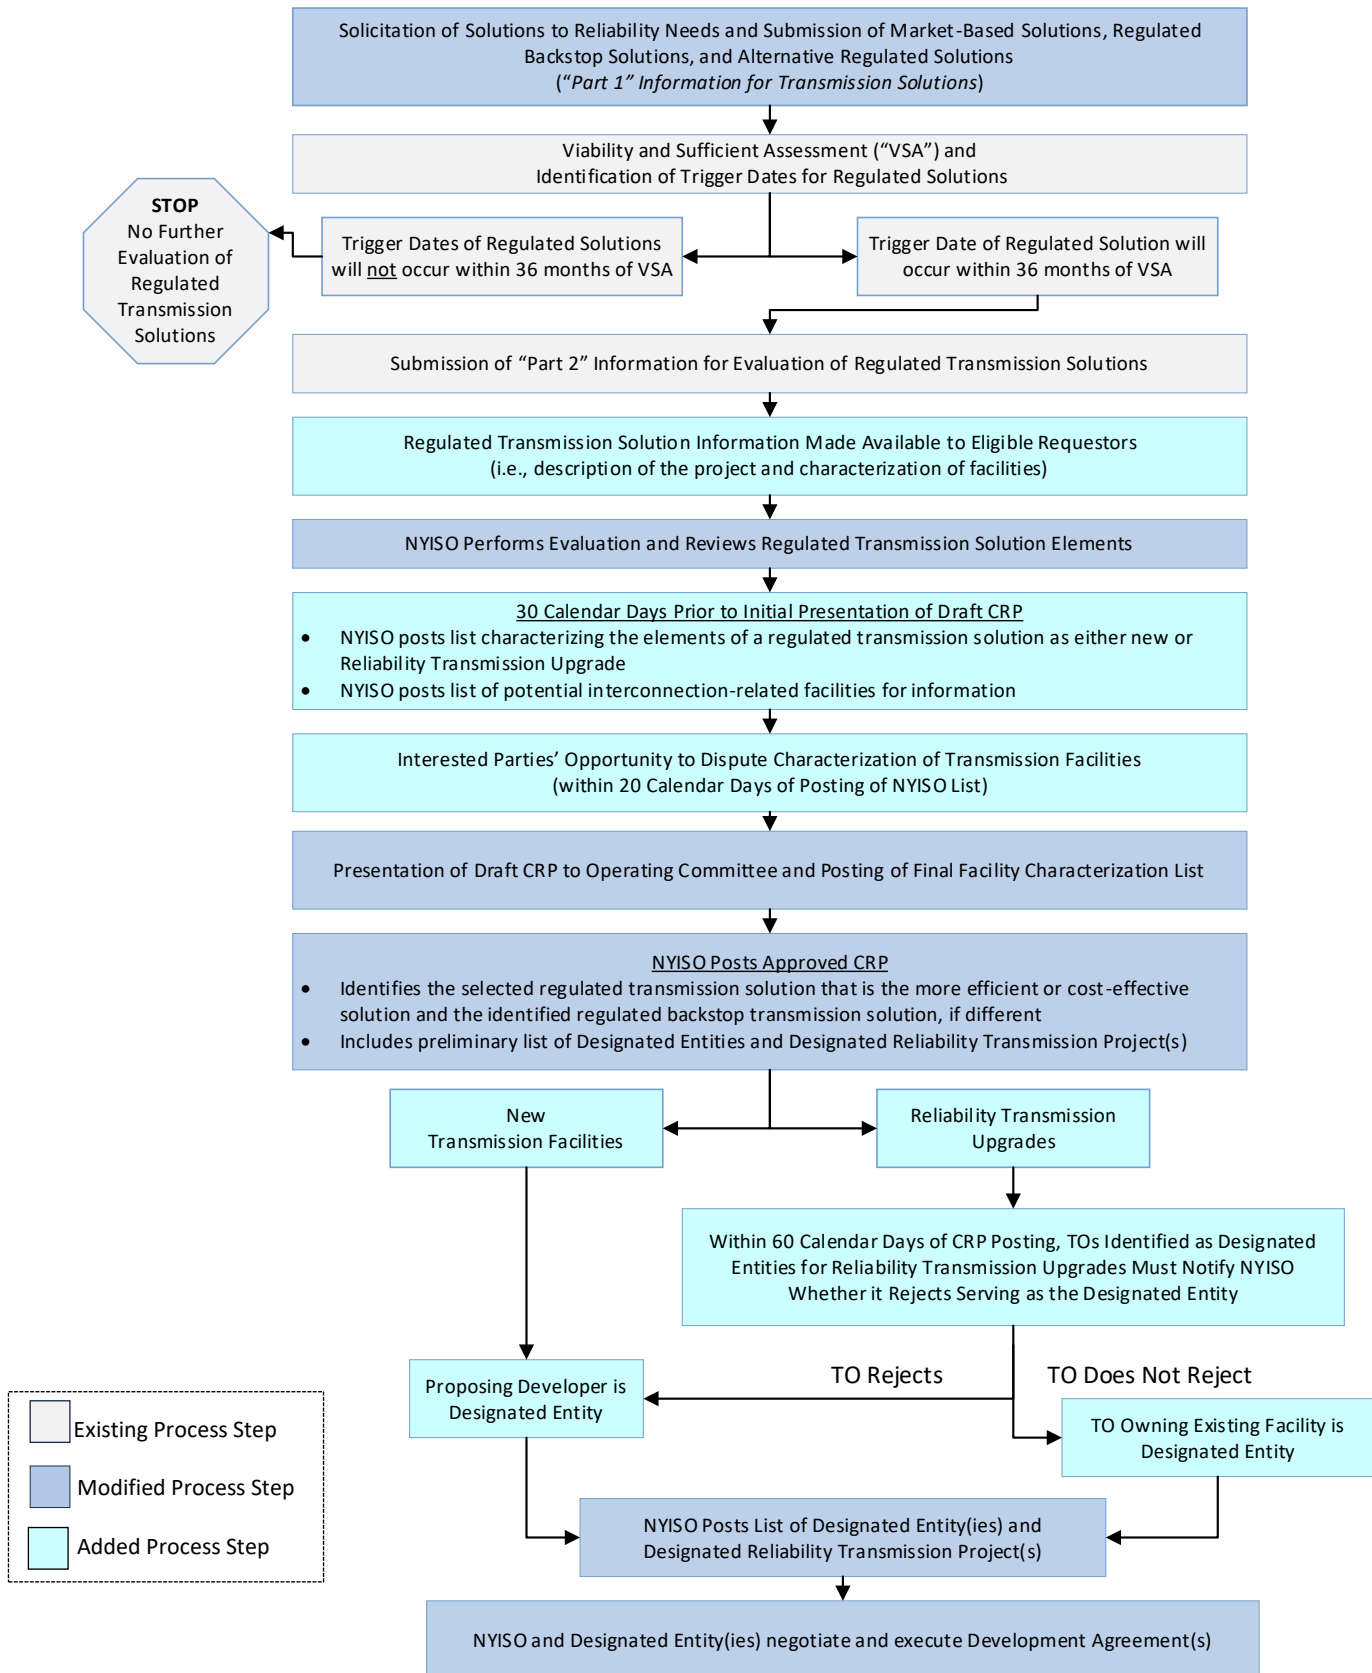 Solicitation of Solutions to Reliability Needs and Submission of Market-Based Solutions, Regulated
Backstop Solutions, and Alternative Regulated Solutions
(“Part 1” Information for Transmission Solutions)
Viability and Sufficient Assessment (“VSA”) and
Identification of Trigger Dates for Regulated Solutions
STOP
No Further
Evaluation of
Regulated
Transmission
Solutions
Trigger Dates of Regulated Solutions
will not occur within 36 months of VSA
Trigger Date of Regulated Solution will
occur within 36 months of VSA
Submission of “Part 2” Information for Evaluation of Regulated Transmission Solutions
Regulated Transmission Solution Information Made Available to Eligible Requestors
(i.e., description of the project and characterization of facilities)
NYISO Performs Evaluation and Reviews Regulated Transmission Solution Elements
30 Calendar Days Prior to Initial Presentation of Draft CRP
• NYISO posts list characterizing the elements of a regulated transmission solution as either new or
Reliability Transmission Upgrade
• NYISO posts list of potential interconnection-related facilities for information
Interested Parties’ Opportunity to Dispute Characterization of Transmission Facilities
(within 20 Calendar Days of Posting of NYISO List)
Presentation of Draft CRP to Operating Committee and Posting of Final Facility Characterization List
NYISO Posts Approved CRP
• Identifies the selected regulated transmission solution that is the more efficient or cost-effective
solution and the identified regulated backstop transmission solution, if different
• Includes preliminary list of Designated Entities and Designated Reliability Transmission Project(s)
New
Transmission Facilities
Reliability Transmission
Upgrades
Within 60 Calendar Days of CRP Posting, TOs Identified as Designated
Entities for Reliability Transmission Upgrades Must Notify NYISO
Whether it Rejects Serving as the Designated Entity
TO Rejects
TO Does Not Reject
Proposing Developer is
Designated Entity
TO Owning Existing Facility is
Designated Entity
Existing Process Step
Modified Process Step
Added Process Step
NYISO Posts List of Designated Entity(ies) and
Designated Reliability Transmission Project(s)
NYISO and Designated Entity(ies) negotiate and execute Development Agreement(s)